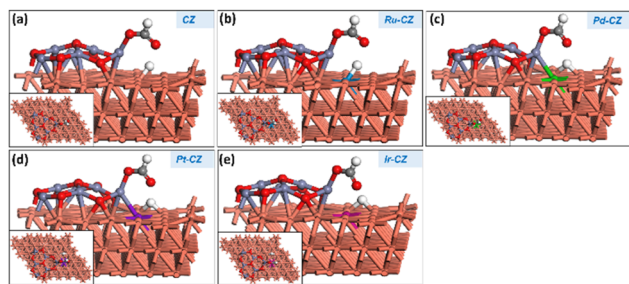 (a) CZ
(b) Ru-CZ
(c) Pd-CZ
(d) Pt-CZ
(e) Ir-CZ